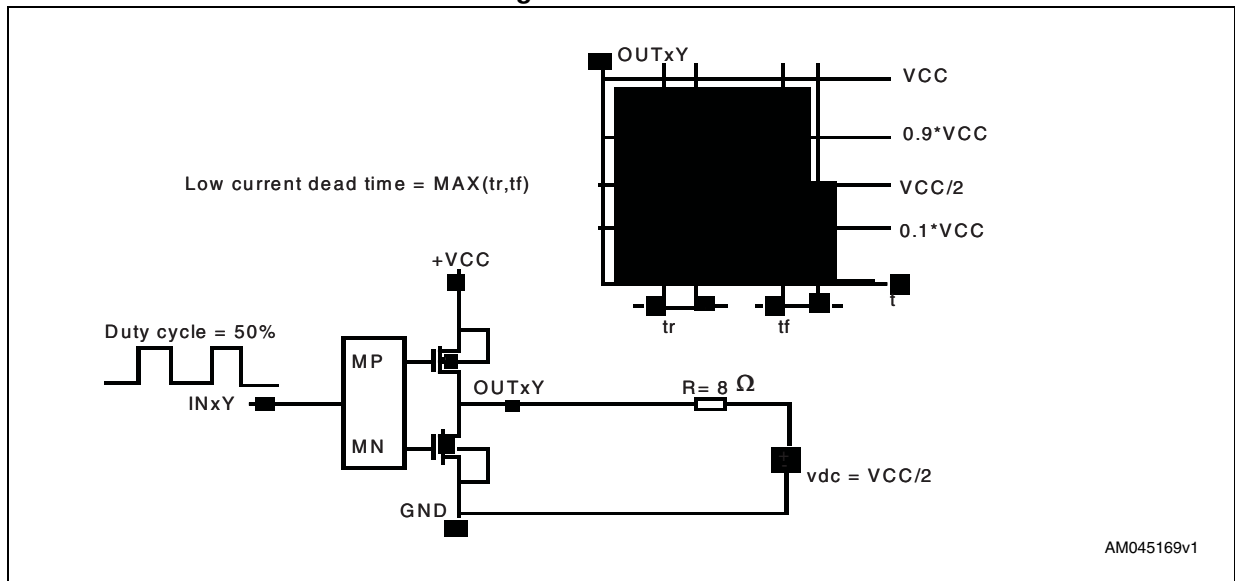 OUTxY
VCC
0.9*VCC
Low current dead time = MAX(tr,tf)
VCC/2
0.1*VCC
+VCC
t
tr
tf
Duty cycle = 50%
MP
OUTxY
R= 8 Ω
INxY
MN
+
-
vdc = VCC/2
GND
AM045169v1